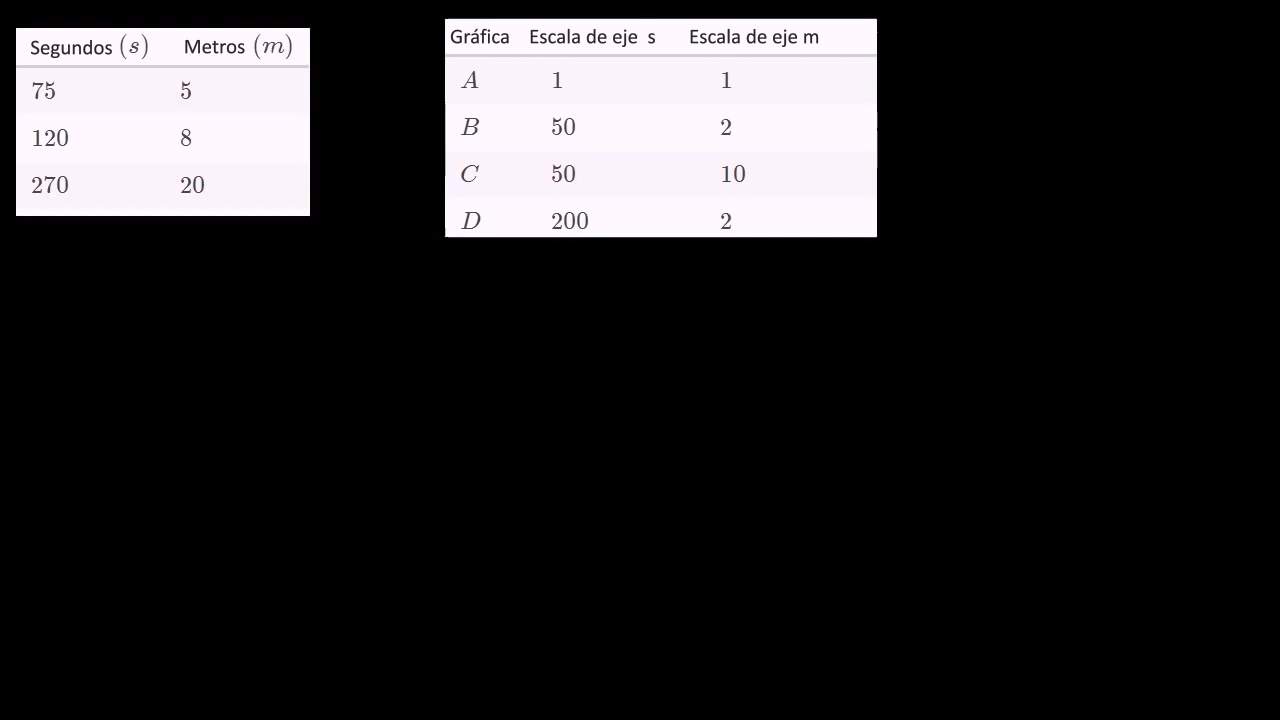 Segundos (s) Metros (m)
75 5
120 8
270 20
Gráfica Escala de eje s Escala de eje m
A 1 1
B 50 2
C 50 10
D 200 2